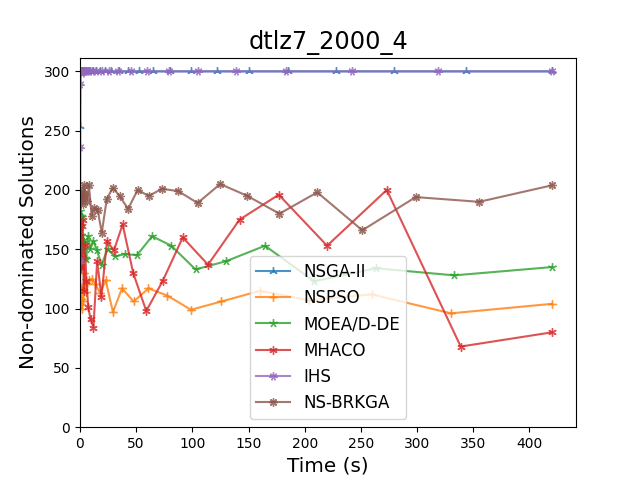 dtlz7_2000_4
Non-dominated Solutions
300
250
200
150
100
50
0
NSGA-II
NSPSO
MOEA/D-DE
MHACO
IHS
NS-BRKGA
0 50 100 150 200 250 300 350 400
Time (s)